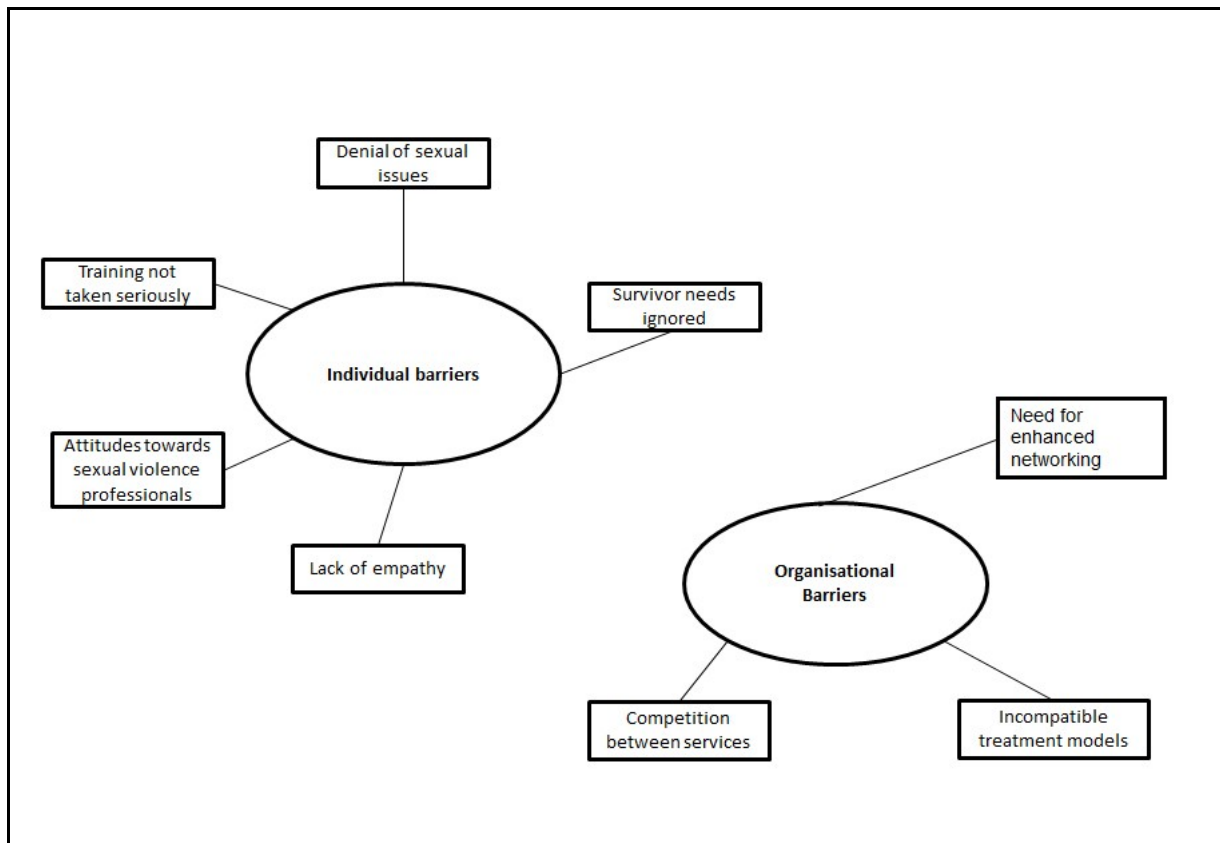 Denial of sexual
issues
Training not
taken seriously
Survivor needs
ignored
Individual barriers
Attitudes towards
sexual violence
professionals
Lack of empathy
Need for
enhanced
networking
Organisational
Barriers
Competition
between services
Incompatible
treatment models